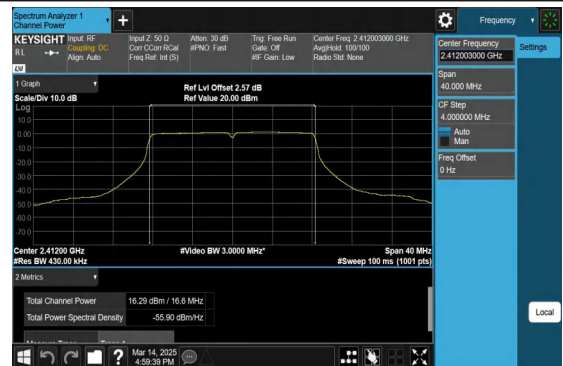 Spectrum Analyzer 1
Channel Power
Frequency
KEYSIGHT
RL
LXI
Input: RF
Coupling: DC
Align: Auto
Input Z: 50 Ω
Corr CCorr RCal
Freq Ref: Int (S)
Atten: 30 dB
#PNO: Fast
Trig: Free Run
Gate: Off
#IF Gain: Low
Center Freq: 2.412003000 GHz
Avg|Hold: 100/100
Radio Std: None
Center Frequency
2.412003000 GHz
Settings
Span
40.000 MHz
CF Step
4.000000 MHz
Auto
Man
Freq Offset
0 Hz
1 Graph
Scale/Div 10.0 dB
Ref Lvl Offset 2.57 dB
Ref Value 20.00 dBm
Log
10.0
0.00
-10.0
-20.0
-30.0
-40.0
-50.0
-60.0
-70.0
Center 2.41200 GHz
#Res BW 430.00 kHz
#Video BW 3.0000 MHz*
Span 40 MHz
#Sweep 100 ms (1001 pts)
2 Metrics
Total Channel Power 16.29 dBm / 16.6 MHz
Total Power Spectral Density -55.90 dBm/Hz
Local
?
Mar 14, 2025
4:59:39 PM